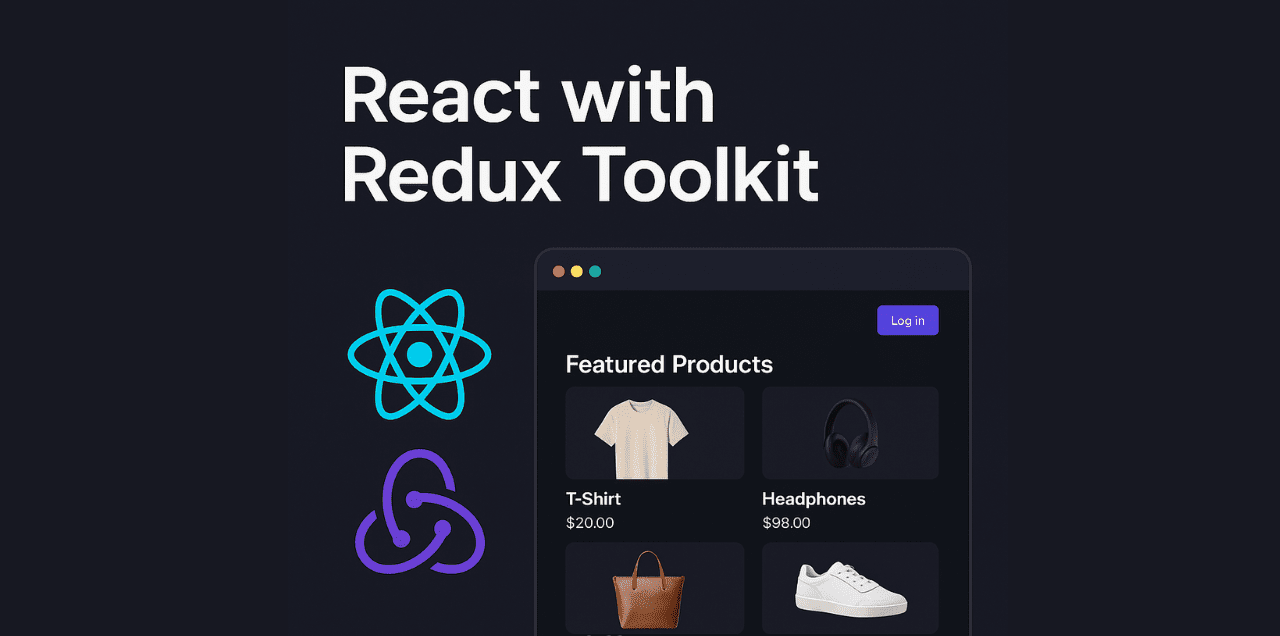 React with
Redux Toolkit
Log in
Featured Products
T-Shirt
Headphones
$20.00
$98.00